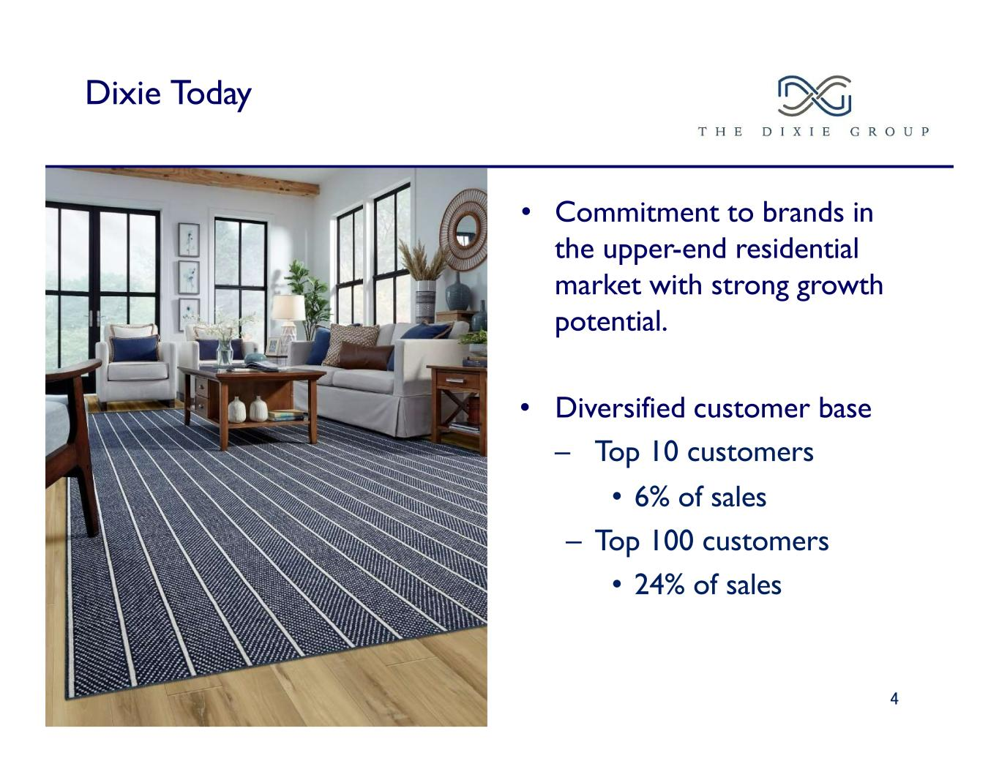 Dixie Today
THE DIXIE GROUP
• Commitment to brands in
the upper-end residential
market with strong growth
potential.
• Diversified customer base
– Top 10 customers
• 6% of sales
– Top 100 customers
• 24% of sales
4